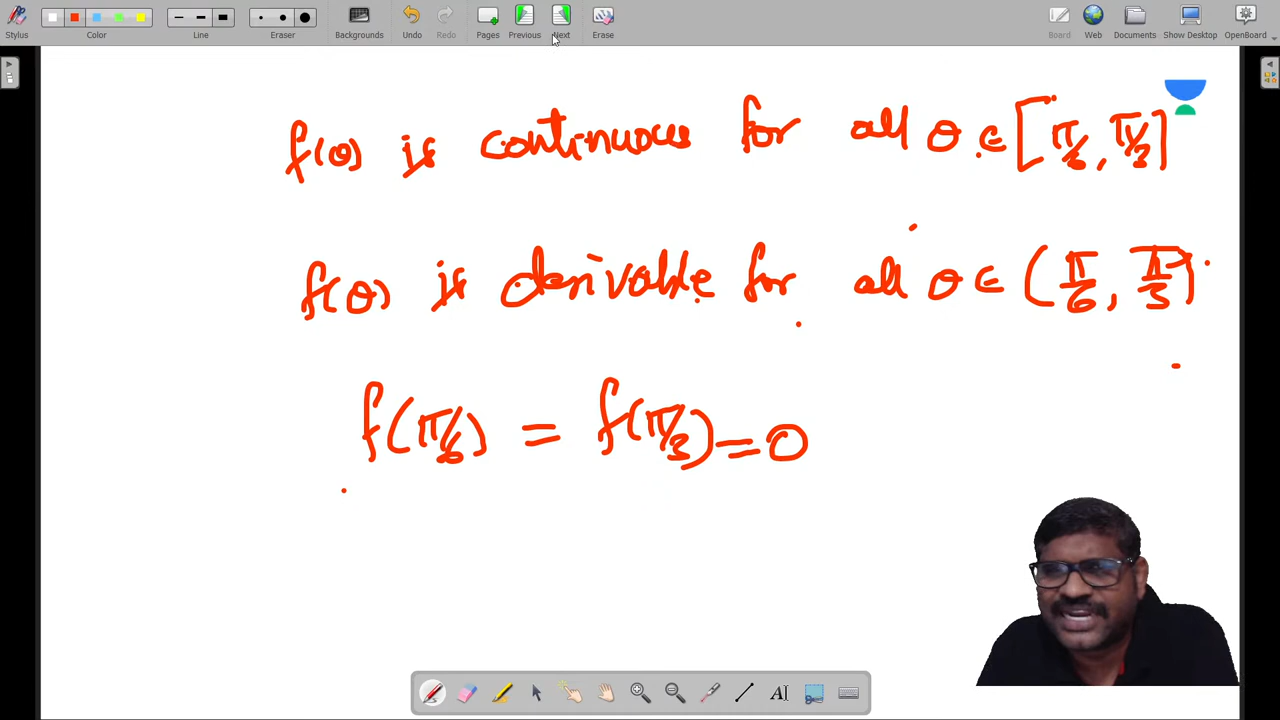 Stylus Color Line Eraser Backgrounds Undo Redo Pages Previous Next Erase Board Web Documents Show Desktop OpenBoard
f(θ) is continuous for all θ ∈ [π/6, π/3]
f(θ) is derivable for all θ ∈ (π/6, π/3)
f(π/6) = f(π/3) = 0